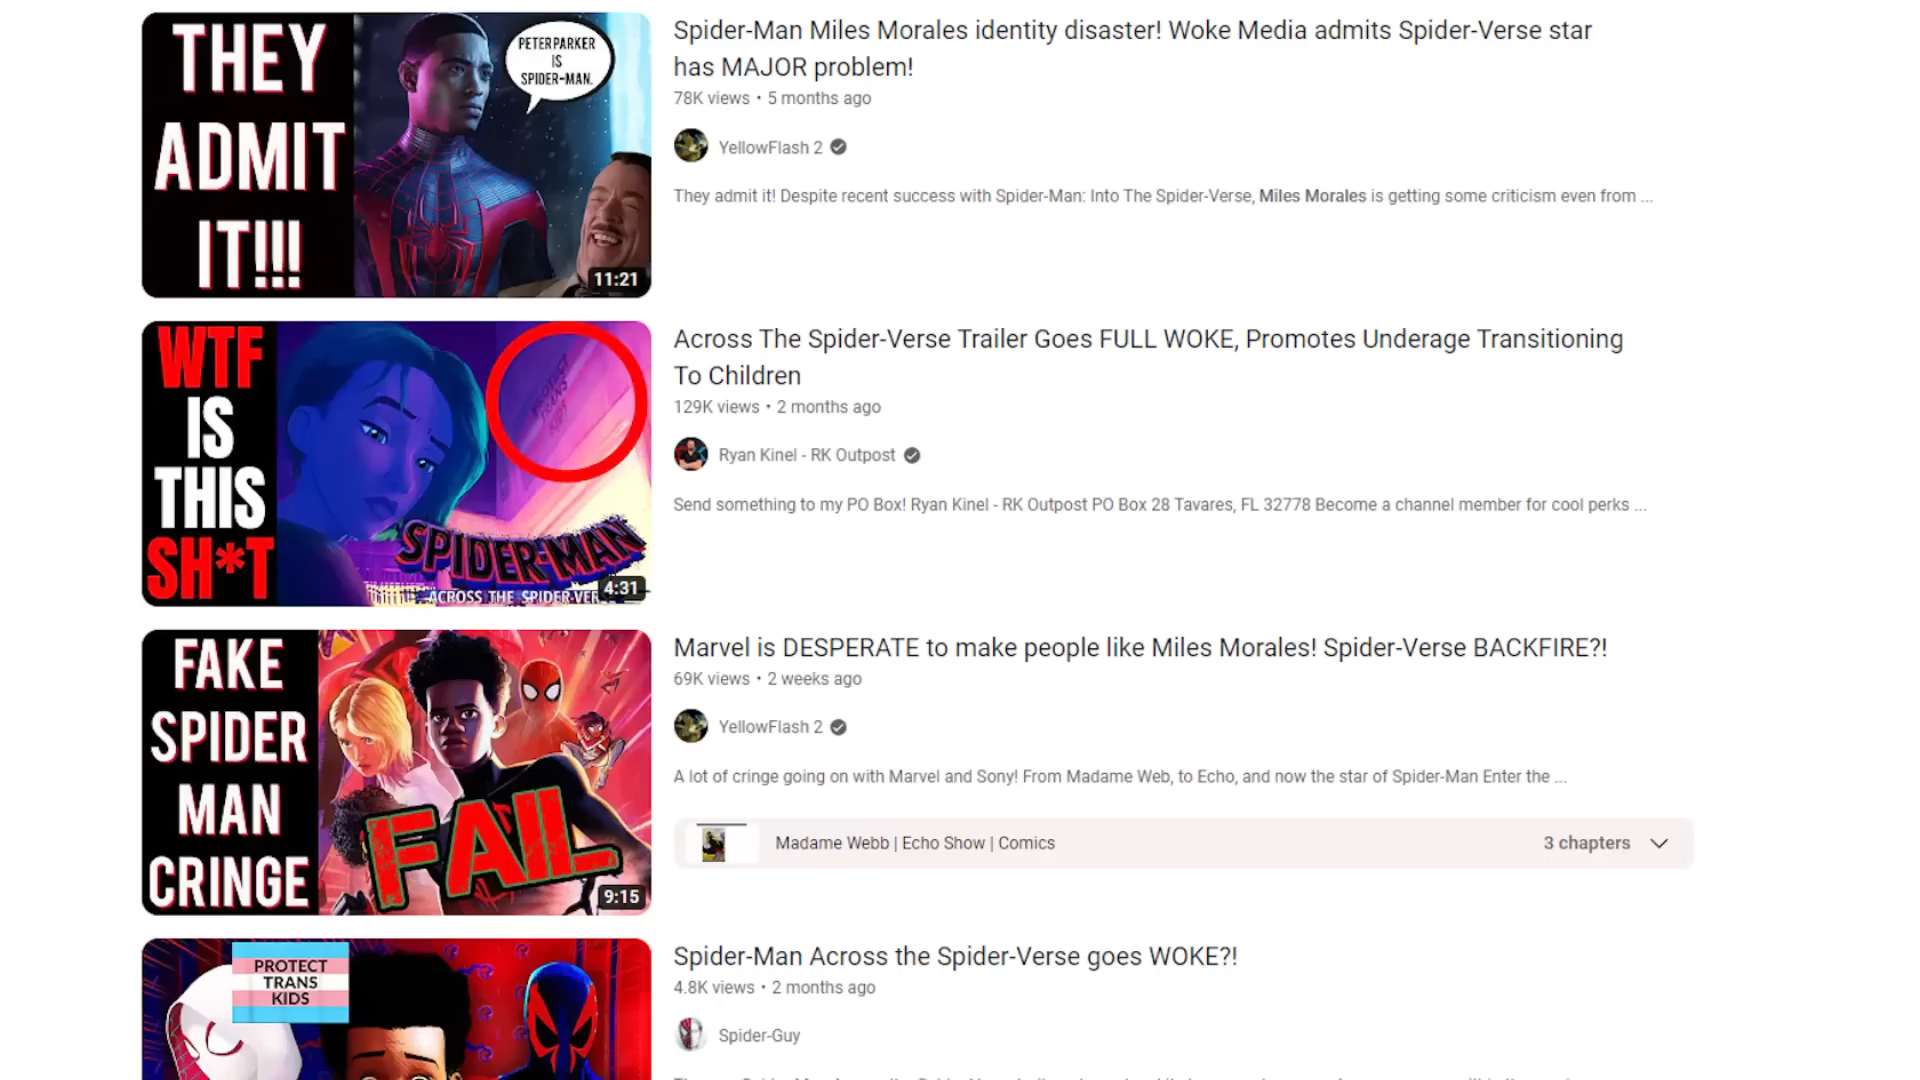 THEY
ADMIT
IT!!!
PETER PARKER
IS
SPIDER-MAN.
11:21
Spider-Man Miles Morales identity disaster! Woke Media admits Spider-Verse star
has MAJOR problem!
78K views • 5 months ago
YellowFlash 2
They admit it! Despite recent success with Spider-Man: Into The Spider-Verse, Miles Morales is getting some criticism even from ...
WTF
IS
THIS
SH*T
PROTECT
TRANS
KIDS
SPIDER-MAN
ACROSS THE SPIDER-VER
4:31
Across The Spider-Verse Trailer Goes FULL WOKE, Promotes Underage Transitioning
To Children
129K views • 2 months ago
Ryan Kinel - RK Outpost
Send something to my PO Box! Ryan Kinel - RK Outpost PO Box 28 Tavares, FL 32778 Become a channel member for cool perks ...
FAKE
SPIDER
MAN
CRINGE
FAIL
9:15
Marvel is DESPERATE to make people like Miles Morales! Spider-Verse BACKFIRE?!
69K views • 2 weeks ago
YellowFlash 2
A lot of cringe going on with Marvel and Sony! From Madame Web, to Echo, and now the star of Spider-Man Enter the ...
Madame Webb | Echo Show | Comics
3 chapters
PROTECT
TRANS
KIDS
Spider-Man Across the Spider-Verse goes WOKE?!
4.8K views • 2 months ago
Spider-Guy